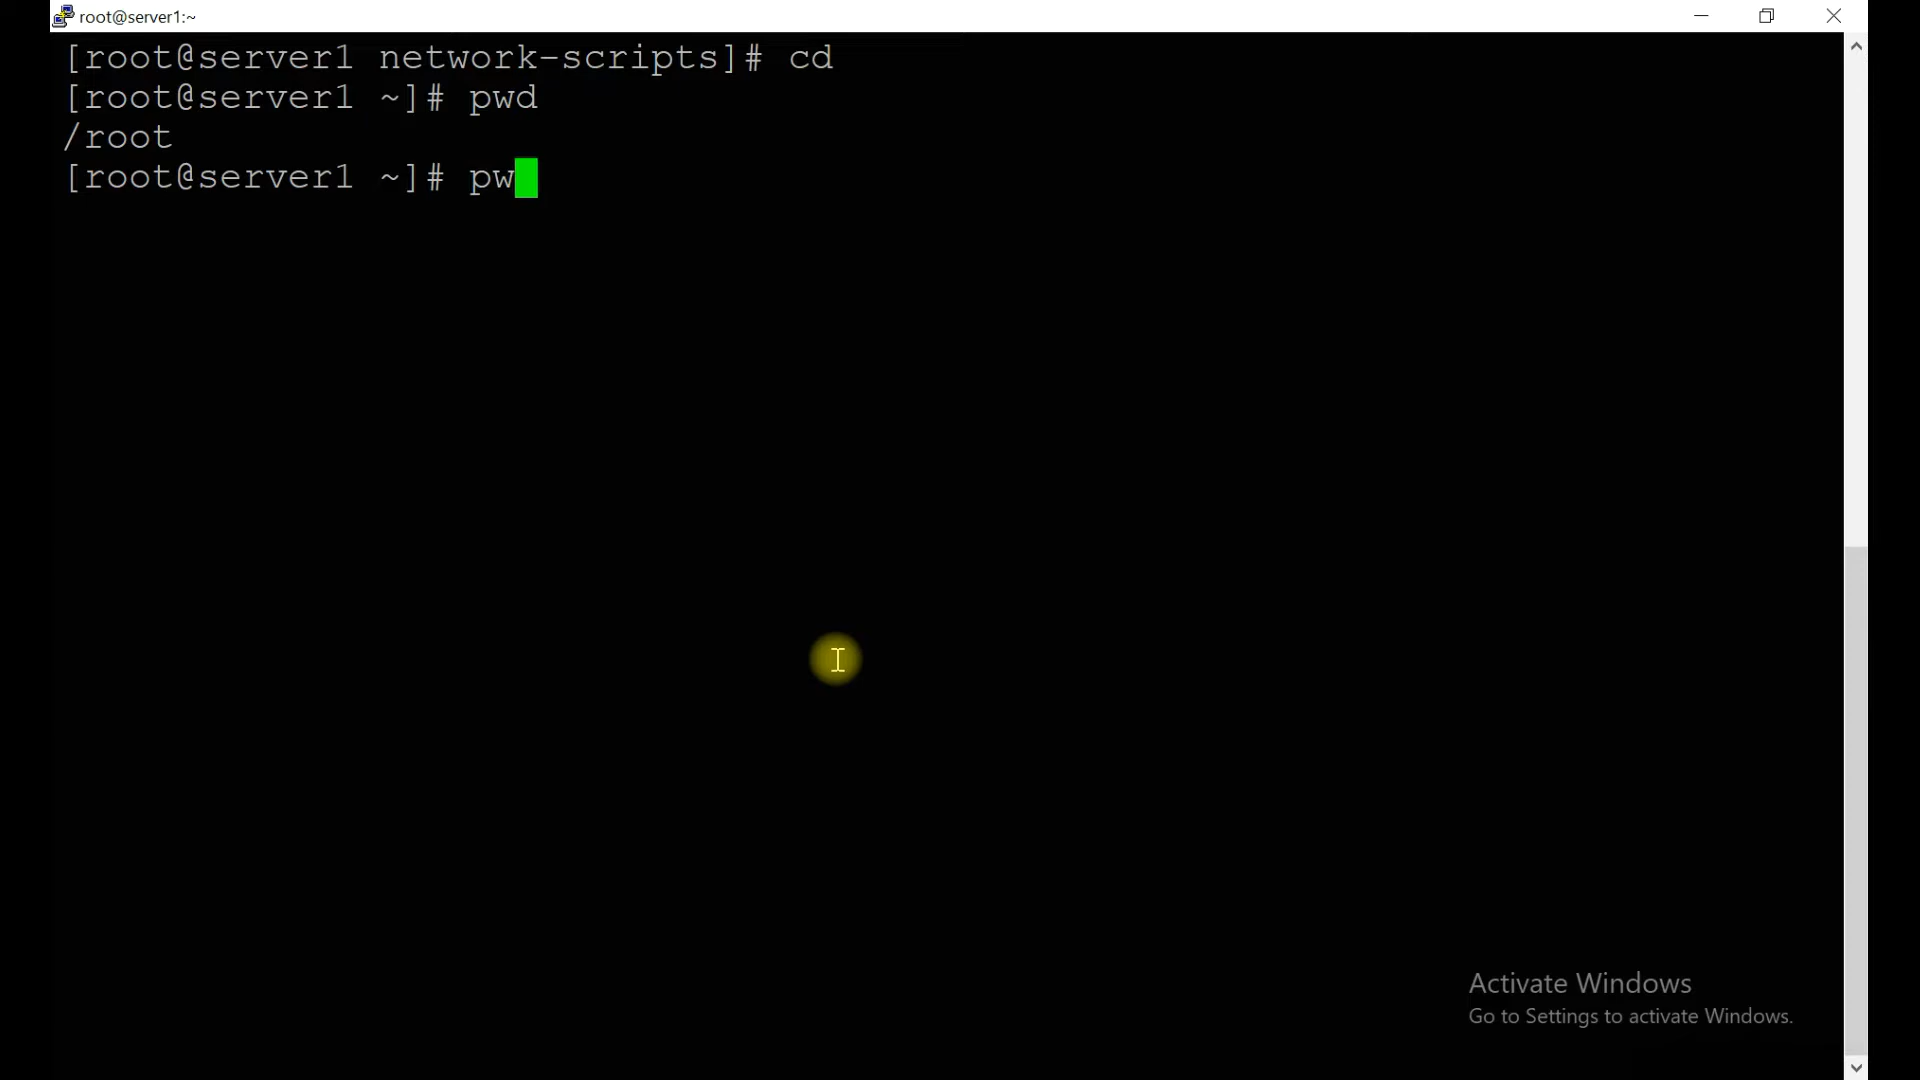 root@server1:~
[root@server1 network-scripts]# cd
[root@server1 ~]# pwd
/root
[root@server1 ~]# pw
Activate Windows
Go to Settings to activate Windows.